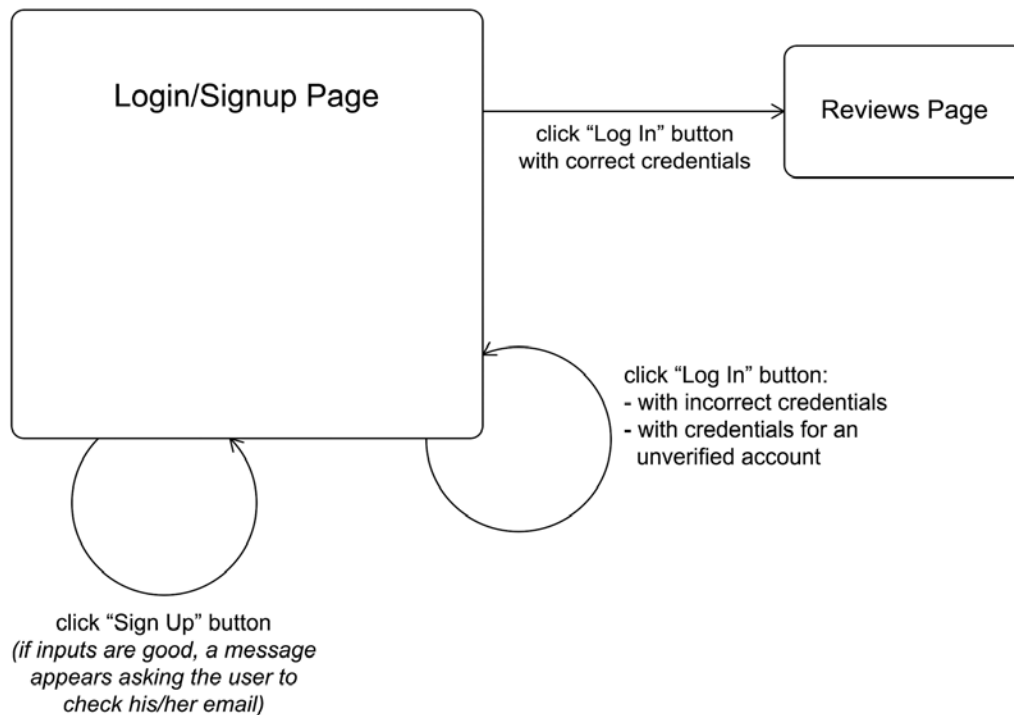 Login/Signup Page
Reviews Page
click “Log In” button
with correct credentials
click “Log In” button:
- with incorrect credentials
- with credentials for an
unverified account
click “Sign Up” button
(if inputs are good, a message
appears asking the user to
check his/her email)